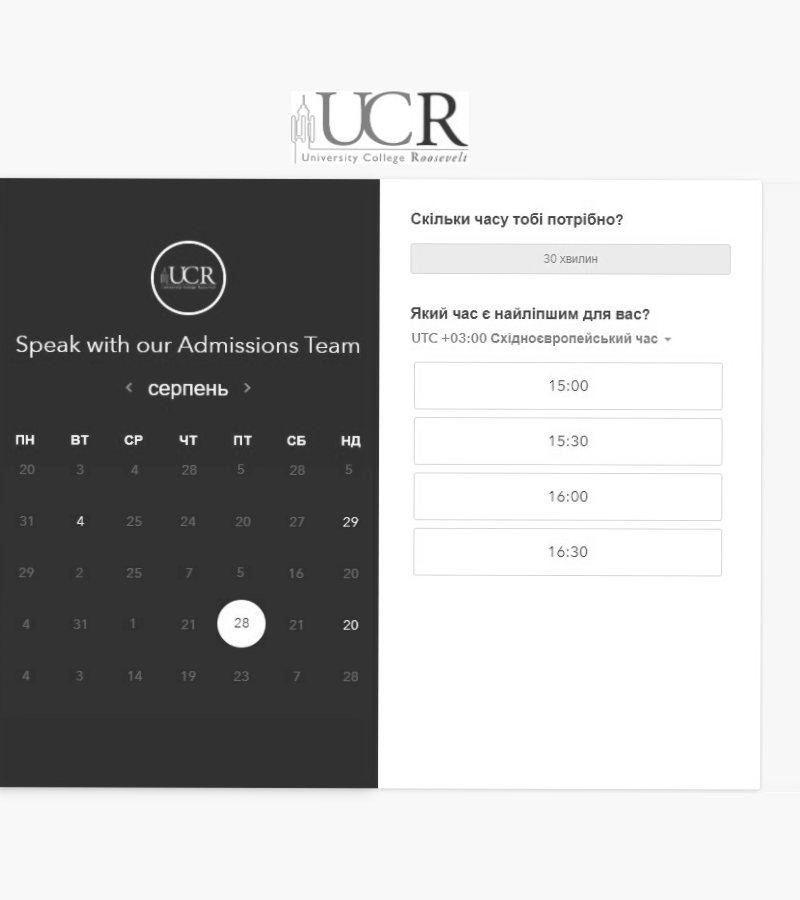 UCR
University College Roosevelt
UCR
Speak with our Admissions Team
серпень
ПН ВТ СР ЧТ ПТ СБ НД
20 3 4 28 5 28 5
31 4 25 24 20 27 29
29 2 25 7 5 16 20
4 31 1 21 28 21 20
4 3 14 19 23 7 28
Скільки часу тобі потрібно?
30 хвилин
Який час є найліпшим для вас?
UTC +03:00 Східноєвропейський час
15:00
15:30
16:00
16:30